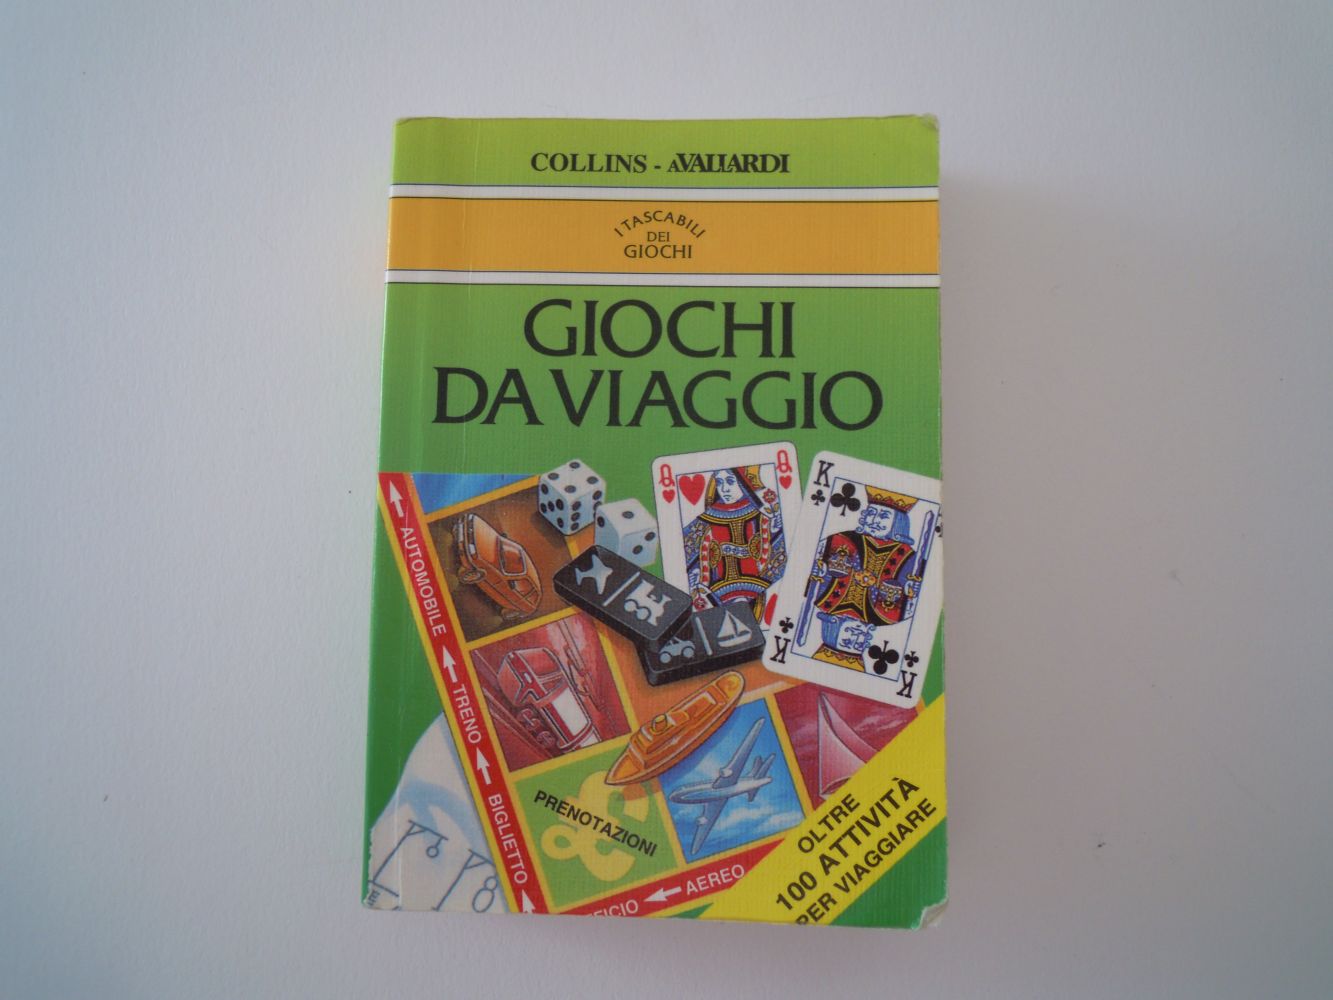 COLLINS - AVALLARDI
I TASCABILI
DEI
GIOCHI
GIOCHI
DA VIAGGIO
Q
Q
K
K
K
AUTOMOBILE
TRENO
BIGLIETTO
PRENOTAZIONI
AEREO
OLTRE
100 ATTIVITÀ
PER VIAGGIARE